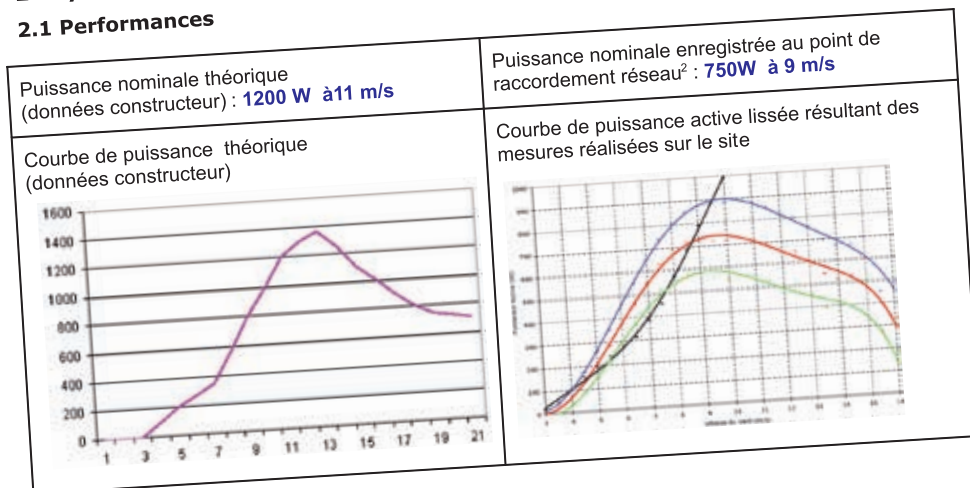 2.1 Performances
Puissance nominale théorique
(données constructeur) : 1200 W à11 m/s
Puissance nominale enregistrée au point de
raccordement réseau² : 750W à 9 m/s
Courbe de puissance théorique
(données constructeur)
1600
1400
1200
1000
800
600
400
200
0
1 3 5 7 9 11 13 15 17 19 21
Courbe de puissance active lissée résultant des
mesures réalisées sur le site